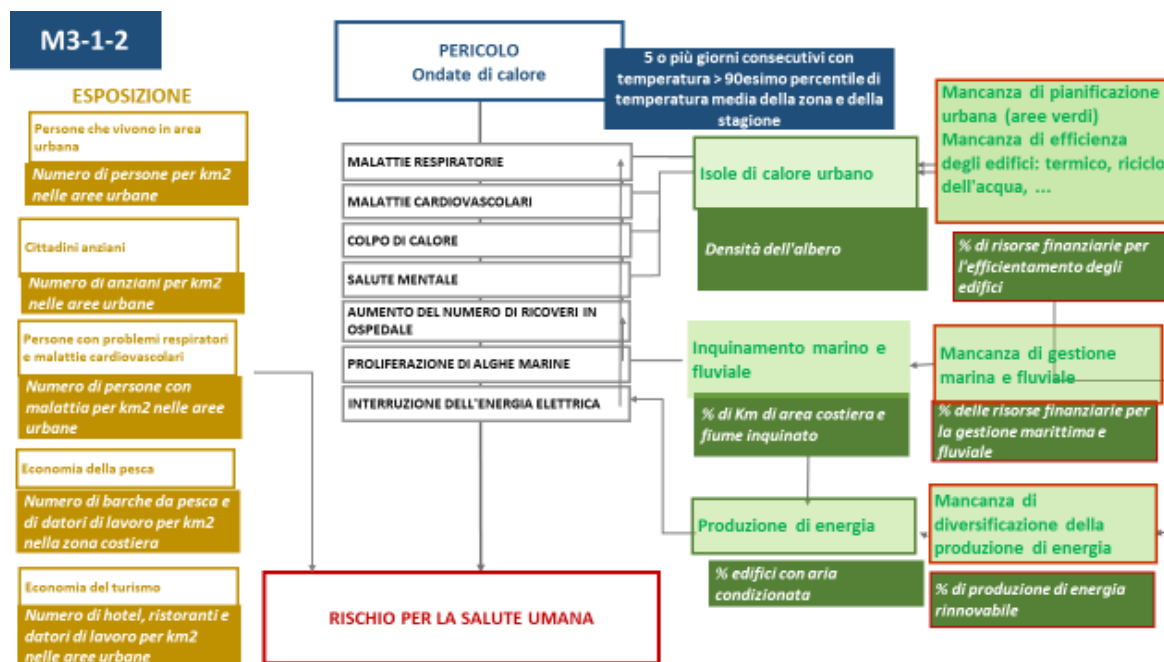 M3-1-2
PERICOLO
Ondate di calore
5 o più giorni consecutivi con
temperatura > 90esimo percentile di
temperatura media della zona e della
stagione
ESPOSIZIONE
Persone che vivono in area
urbana
Numero di persone per km2
nelle aree urbane
Cittadini anziani
Numero di anziani per km2
nelle aree urbane
Persone con problemi respiratori
e malattie cardiovascolari
Numero di persone con
malattia per km2 nelle aree
urbane
Economia della pesca
Numero di barche da pesca e
di datori di lavoro per km2
nella zona costiera
Economia del turismo
Numero di hotel, ristoranti e
datori di lavoro per km2
nelle aree urbane
MALATTIE RESPIRATORIE
MALATTIE CARDIOVASCOLARI
COLPO DI CALORE
SALUTE MENTALE
AUMENTO DEL NUMERO DI RICOVERI IN
OSPEDALE
PROLIFERAZIONE DI ALGHE MARINE
INTERRUZIONE DELL'ENERGIA ELETTRICA
RISCHIO PER LA SALUTE UMANA
Isole di calore urbano
Densità dell'albero
Inquinamento marino e
fluviale
% di Km di area costiera e
fiume inquinato
Produzione di energia
% edifici con aria
condizionata
Mancanza di pianificazione
urbana (aree verdi)
Mancanza di efficienza
degli edifici: termico, riciclo
dell'acqua, ...
% di risorse finanziarie per
l'efficientamento degli
edifici
Mancanza di gestione
marina e fluviale
% delle risorse finanziarie per
la gestione marittima e
fluviale
Mancanza di
diversificazione della
produzione di energia
% di produzione di energia
rinnovabile